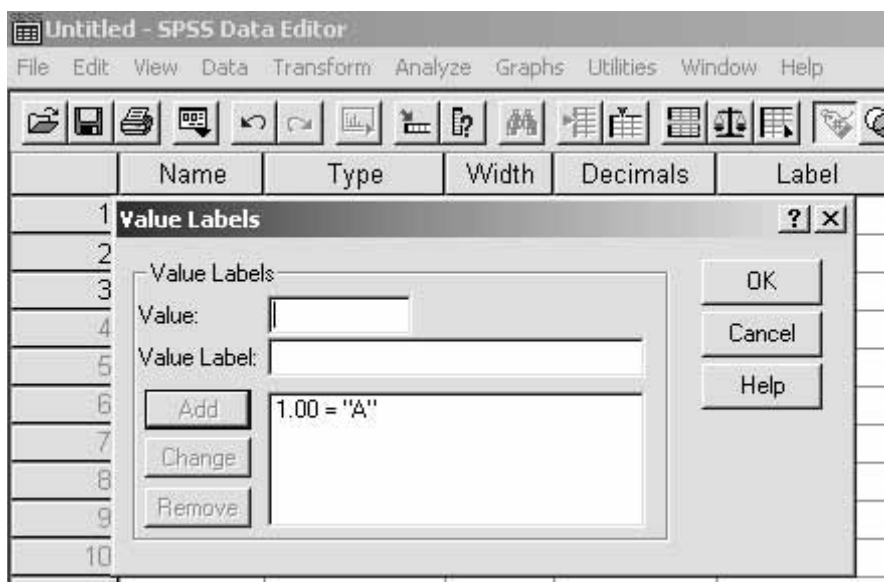 Untitled - SPSS Data Editor
File Edit View Data Transform Analyze Graphs Utilities Window Help
Name Type Width Decimals Label
1
Value Labels
2
Value Labels
OK
3
Value:
4
Cancel
Value Label:
5
Help
6
Add
1.00 = "A"
7
Change
8
Remove
9
10